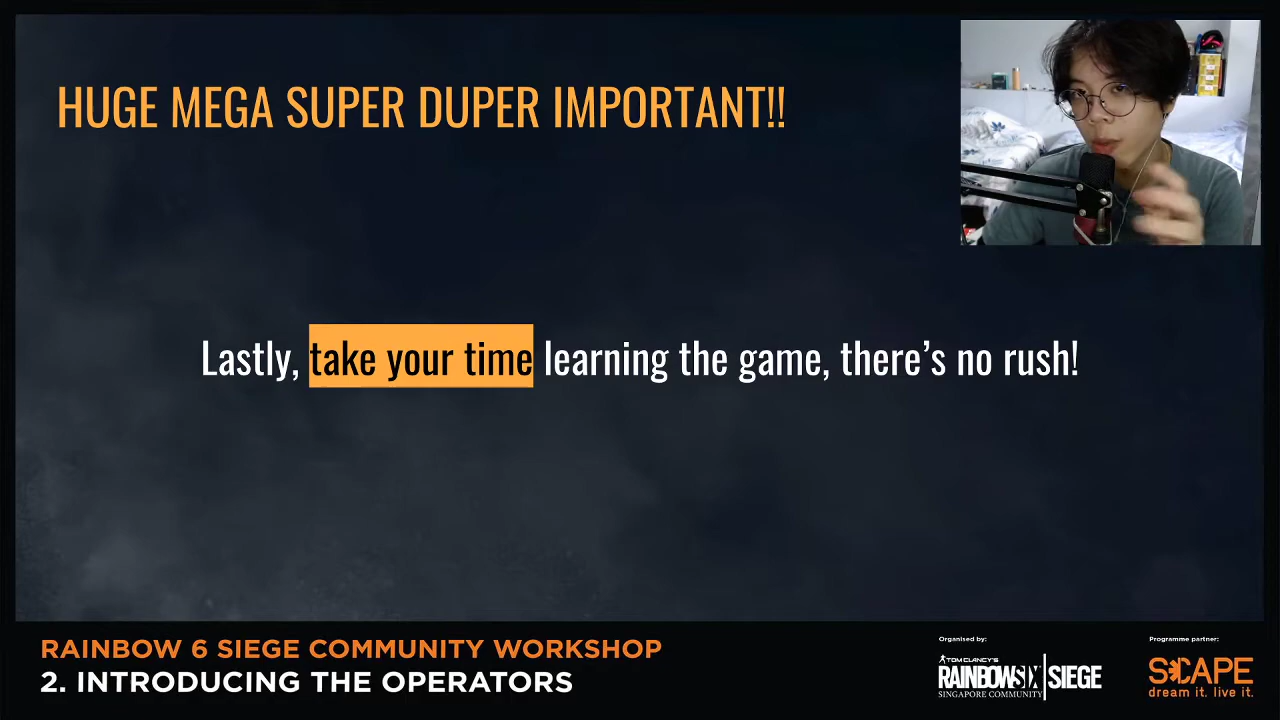 HUGE MEGA SUPER DUPER IMPORTANT!!
Lastly, take your time learning the game, there's no rush!
RAINBOW 6 SIEGE COMMUNITY WORKSHOP
2. INTRODUCING THE OPERATORS
Organised by:
TOM CLANCY'S
RAINBOWSIX SIEGE
SINGAPORE COMMUNITY
Programme partner:
SCAPE
dream it. live it.